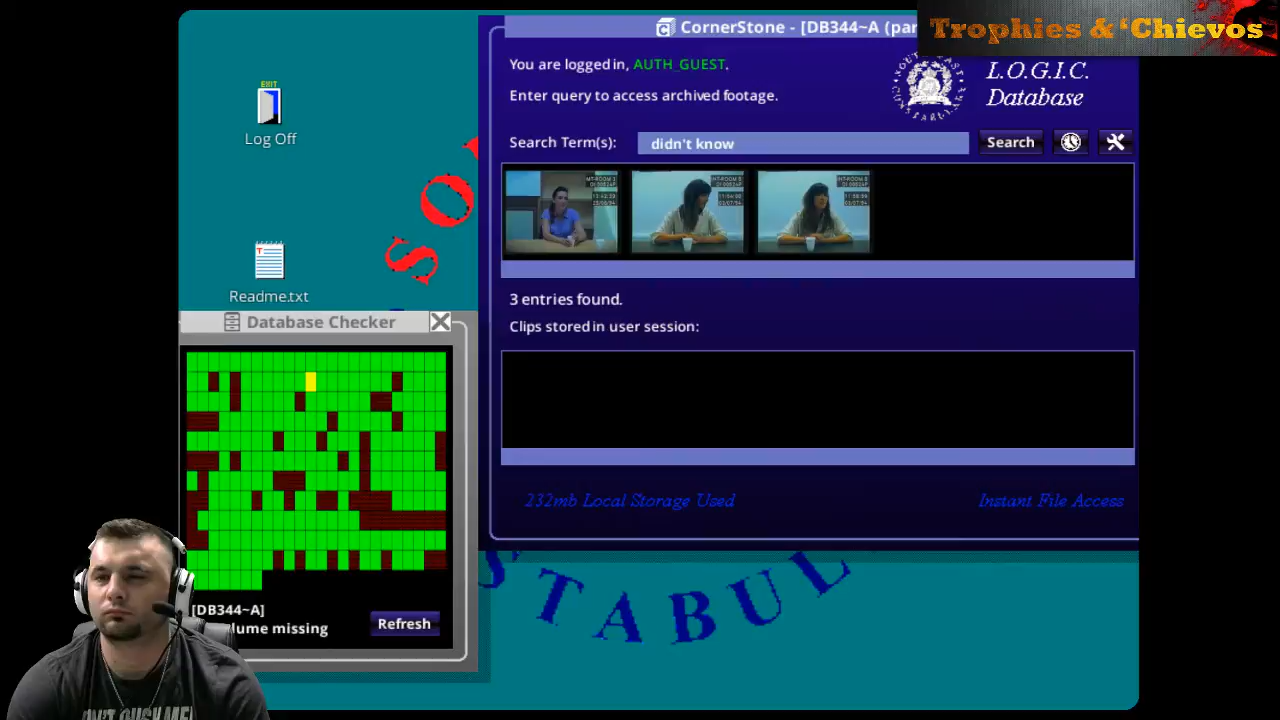 CornerStone - [DB344~A (par
Trophies & ‘Chievos
You are logged in, AUTH_GUEST.
Enter query to access archived footage.
L.O.G.I.C.
Database
EXIT
Log Off
Search Term(s):
didn't know
Search
Readme.txt
3 entries found.
Clips stored in user session:
Database Checker
232mb Local Storage Used
Instant File Access
[DB344~A]
lume missing
Refresh
TABUL